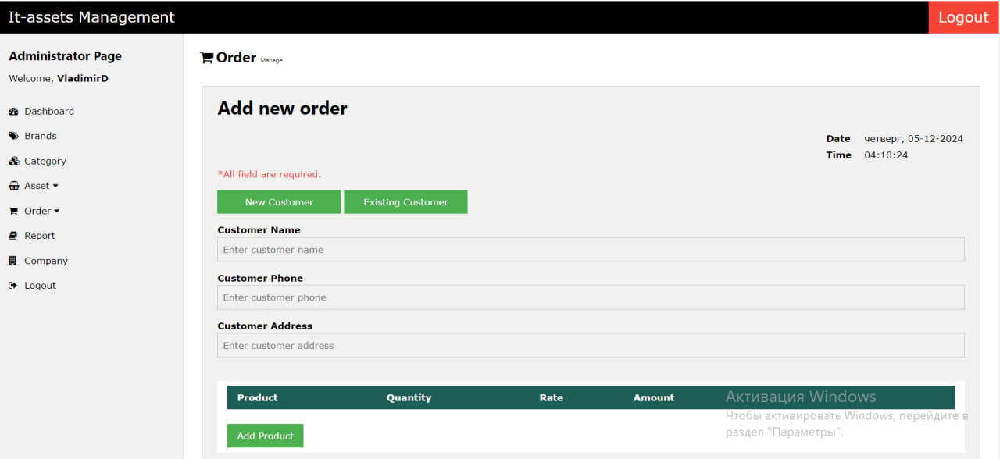 It-assets Management
Logout
Administrator Page
Welcome, VladimirD
Dashboard
Brands
Category
Asset
Order
Report
Company
Logout
Order Manage
Add new order
Date четверг, 05-12-2024
Time 04:10:24
*All field are required.
New Customer Existing Customer
Customer Name
Enter customer name
Customer Phone
Enter customer phone
Customer Address
Enter customer address
Product Quantity Rate Amount
Add Product
Активация Windows
Чтобы активировать Windows, перейдите в
раздел "Параметры".